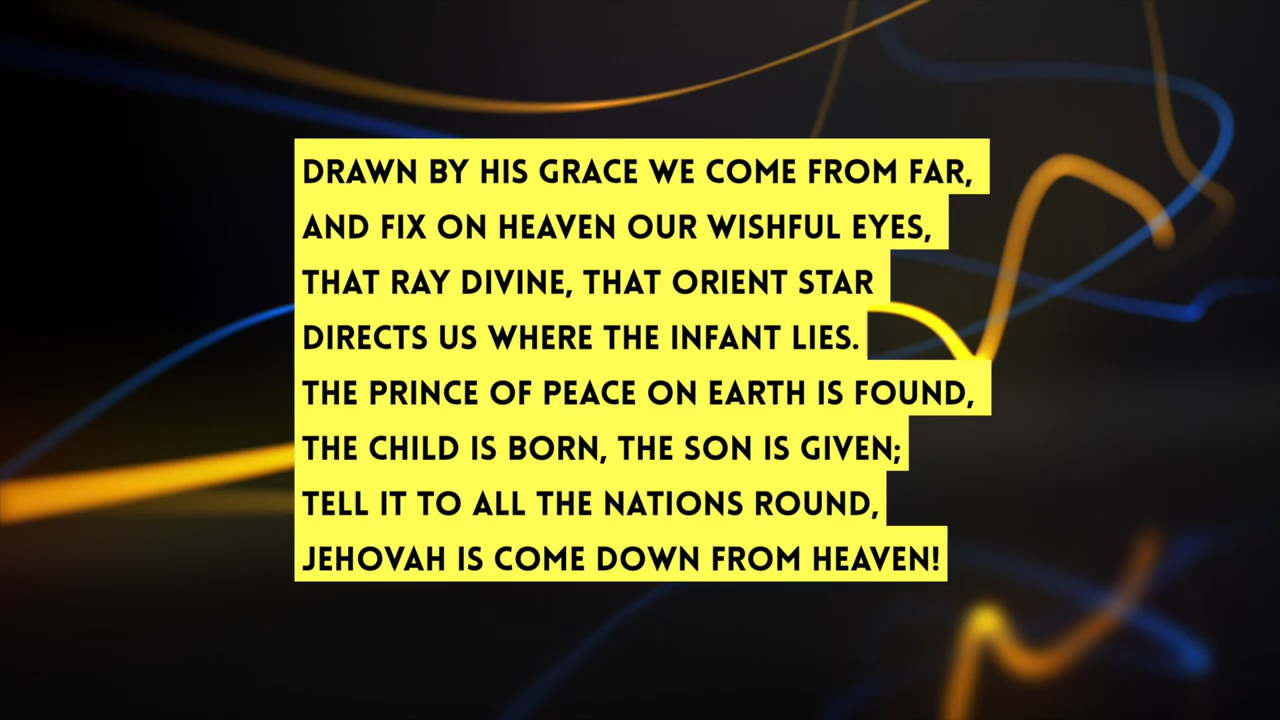 DRAWN BY HIS GRACE WE COME FROM FAR,
AND FIX ON HEAVEN OUR WISHFUL EYES,
THAT RAY DIVINE, THAT ORIENT STAR
DIRECTS US WHERE THE INFANT LIES.
THE PRINCE OF PEACE ON EARTH IS FOUND,
THE CHILD IS BORN, THE SON IS GIVEN;
TELL IT TO ALL THE NATIONS ROUND,
JEHOVAH IS COME DOWN FROM HEAVEN!